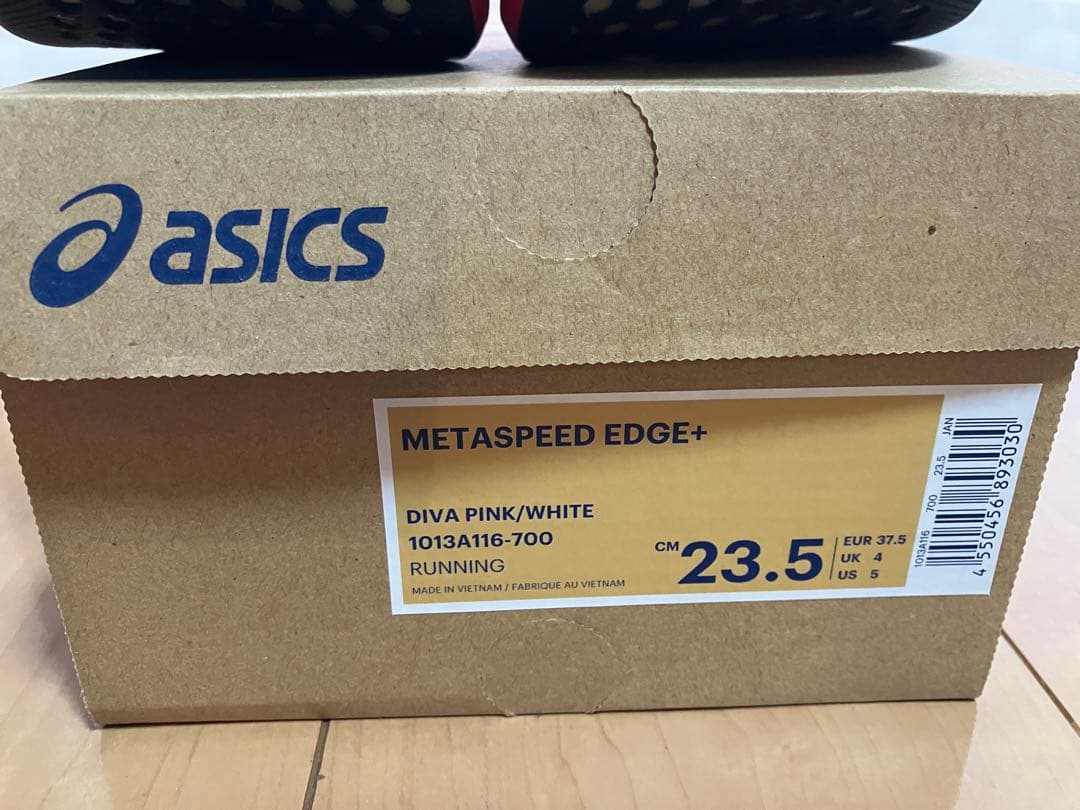 asics
METASPEED EDGE+
DIVA PINK/WHITE
1013A116-700
RUNNING
MADE IN VIETNAM / FABRIQUE AU VIETNAM
CM 23.5
EUR 37.5
UK 4
US 5
1013A116 700 23.5 JAN
4 550456 893030